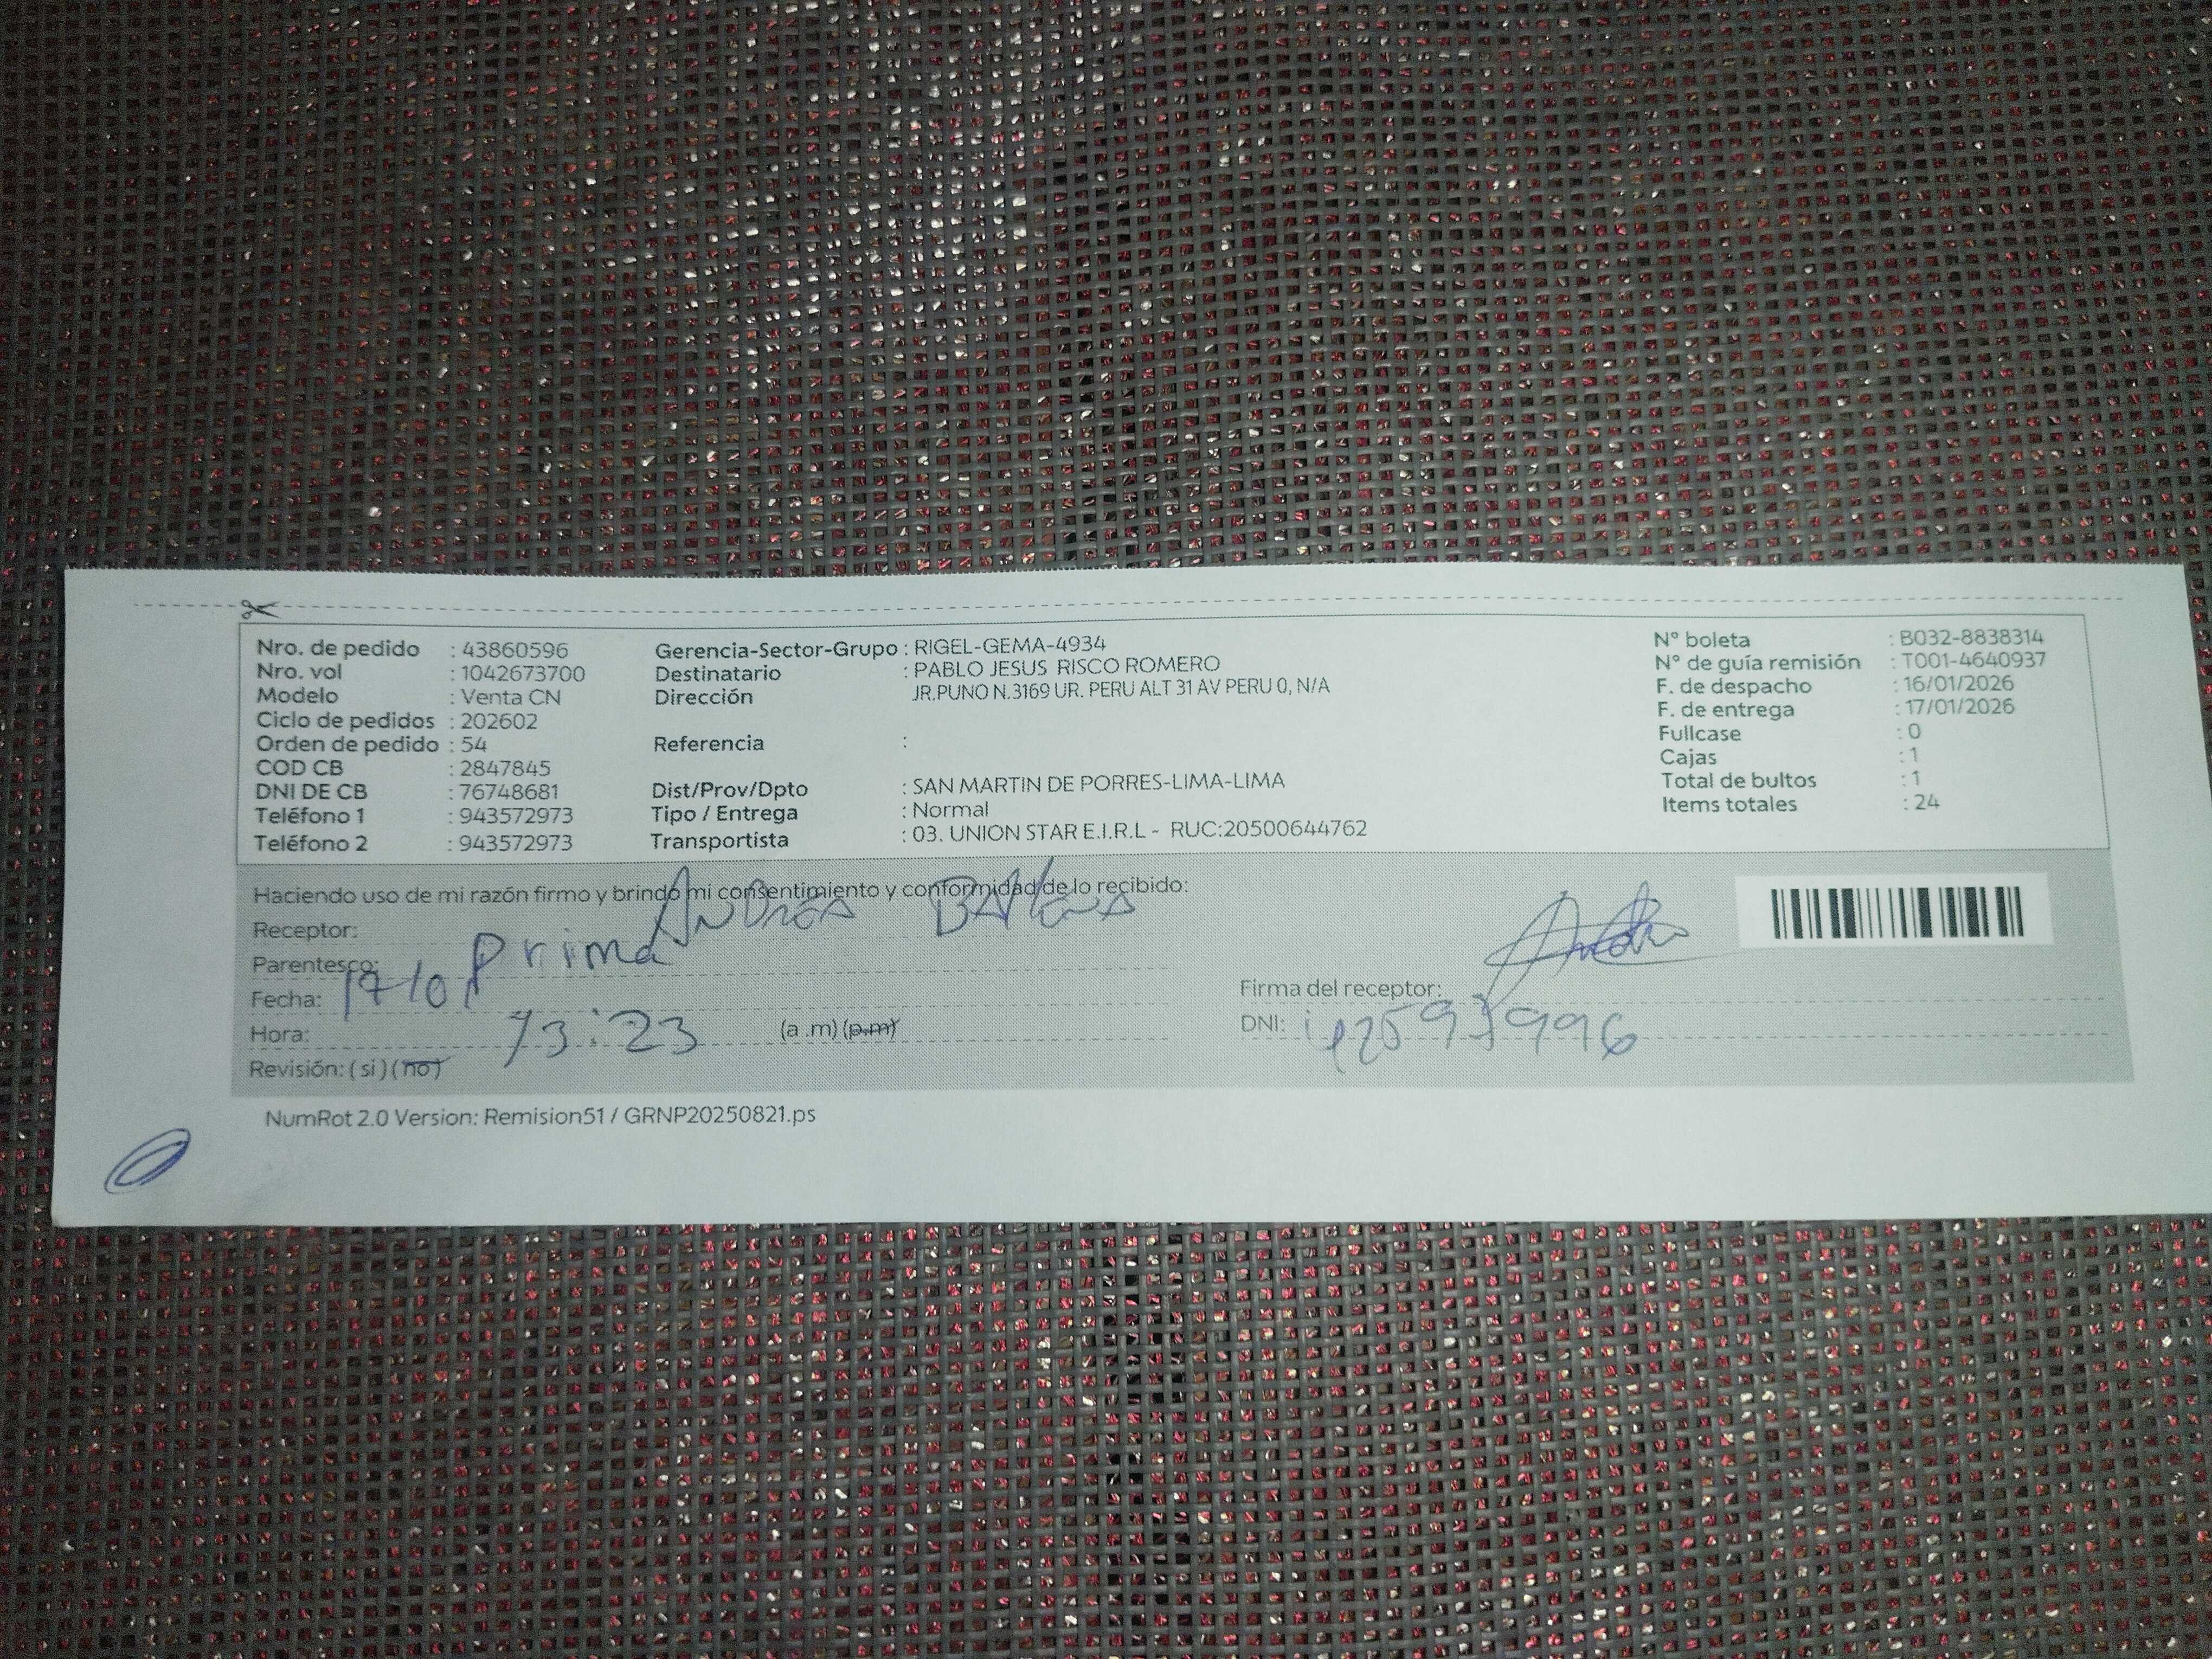 Nro. de pedido : 43860596
Nro. vol : 1042673700
Modelo : Venta CN
Ciclo de pedidos : 202602
Orden de pedido : 54
COD CB : 2847845
DNI DE CB : 76748681
Teléfono 1 : 943572973
Teléfono 2 : 943572973
Gerencia-Sector-Grupo : RIGEL-GEMA-4934
Destinatario : PABLO JESUS RISCO ROMERO
Dirección JR.PUNO N.3169 UR. PERU ALT 31 AV PERU 0, N/A
Referencia :
Dist/Prov/Dpto : SAN MARTIN DE PORRES-LIMA-LIMA
Tipo / Entrega : Normal
Transportista : 03. UNION STAR E.I.R.L - RUC:20500644762
N° boleta : B032-8838314
N° de guía remisión : T001-4640937
F. de despacho : 16/01/2026
F. de entrega : 17/01/2026
Fullcase : 0
Cajas : 1
Total de bultos : 1
Items totales : 24
Haciendo uso de mi razón firmo y brindo mi consentimiento y conformidad de lo recibido:
Receptor: ANDREA
Parentesco: Prima
Fecha: 17/01
Hora: 13:23 (a .m) (p.m)
Revisión: ( si ) ( no )
Firma del receptor:
DNI:
NumRot 2.0 Version: Remision51 / GRNP20250821.ps